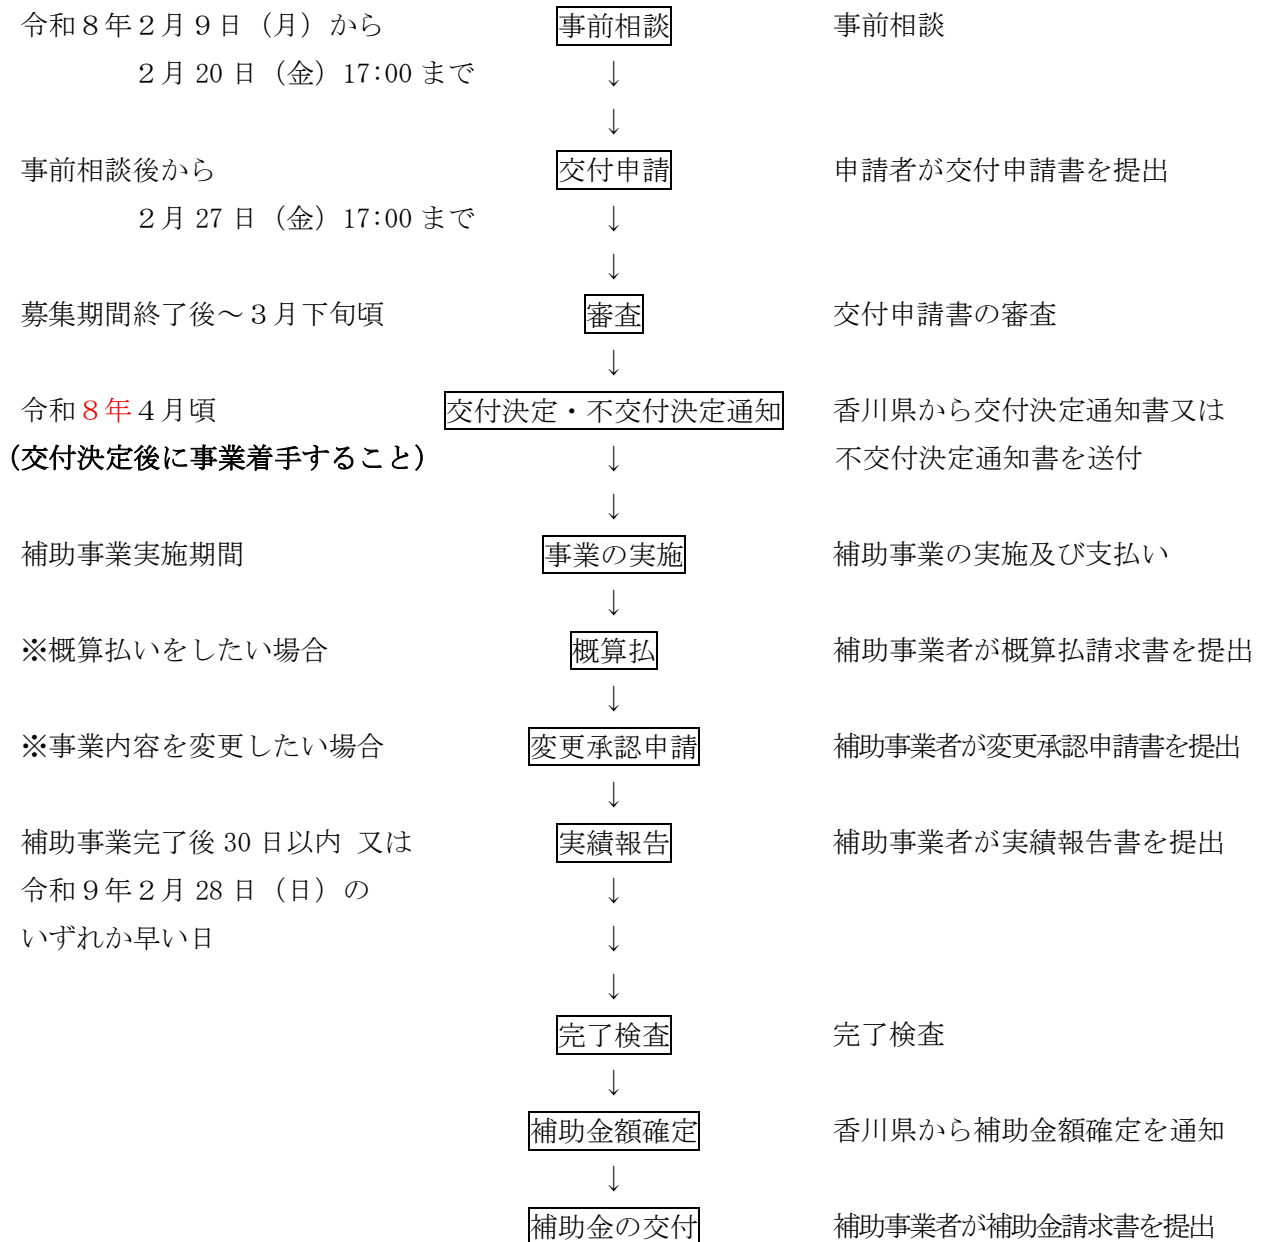 令和８年２月９日（月）から 事前相談 事前相談
２月 20 日（金）17:00 まで ↓
↓
事前相談後から 交付申請 申請者が交付申請書を提出
２月 27 日（金）17:00 まで ↓
↓
募集期間終了後～３月下旬頃 審査 交付申請書の審査
↓
令和８年４月頃 交付決定・不交付決定通知 香川県から交付決定通知書又は
（交付決定後に事業着手すること） ↓ 不交付決定通知書を送付
↓
補助事業実施期間 事業の実施 補助事業の実施及び支払い
↓
※概算払いをしたい場合 概算払 補助事業者が概算払請求書を提出
↓
※事業内容を変更したい場合 変更承認申請 補助事業者が変更承認申請書を提出
↓
補助事業完了後 30 日以内 又は 実績報告 補助事業者が実績報告書を提出
令和９年２月 28 日（日）の ↓
いずれか早い日 ↓
↓
完了検査 完了検査
↓
補助金額確定 香川県から補助金額確定を通知
↓
補助金の交付 補助事業者が補助金請求書を提出